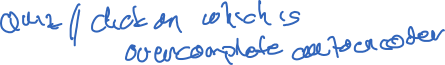 Quiz // click on which is
overcomplete autoencoder